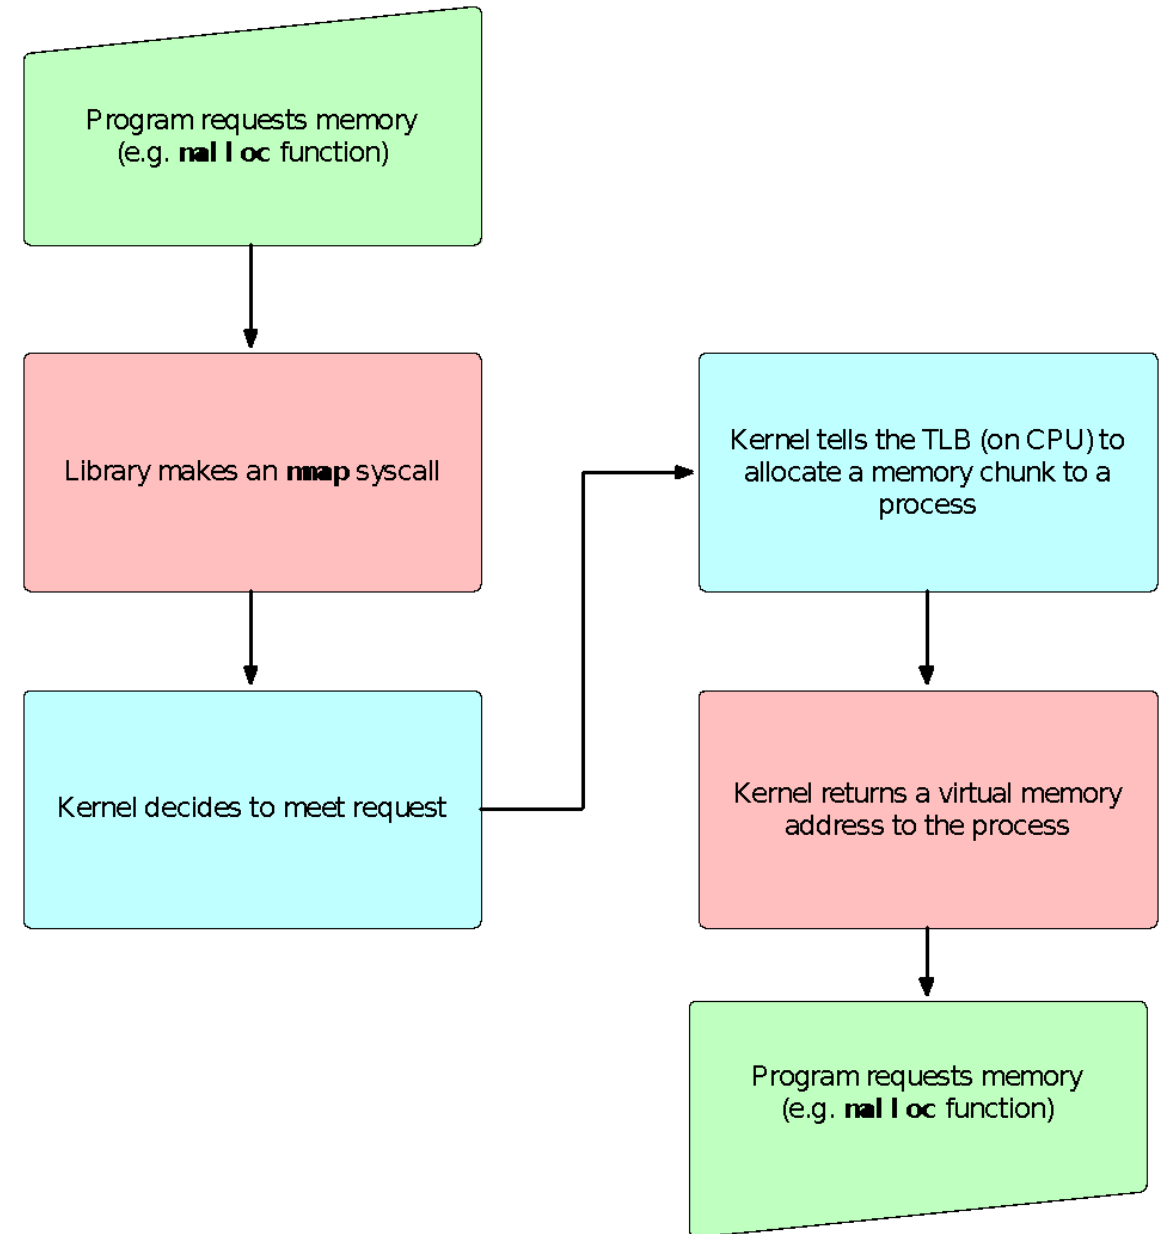 Program requests memory
(e.g. malloc function)
Library makes an mmap syscall
Kernel decides to meet request
Kernel tells the TLB (on CPU) to
allocate a memory chunk to a
process
Kernel returns a virtual memory
address to the process
Program requests memory
(e.g. malloc function)